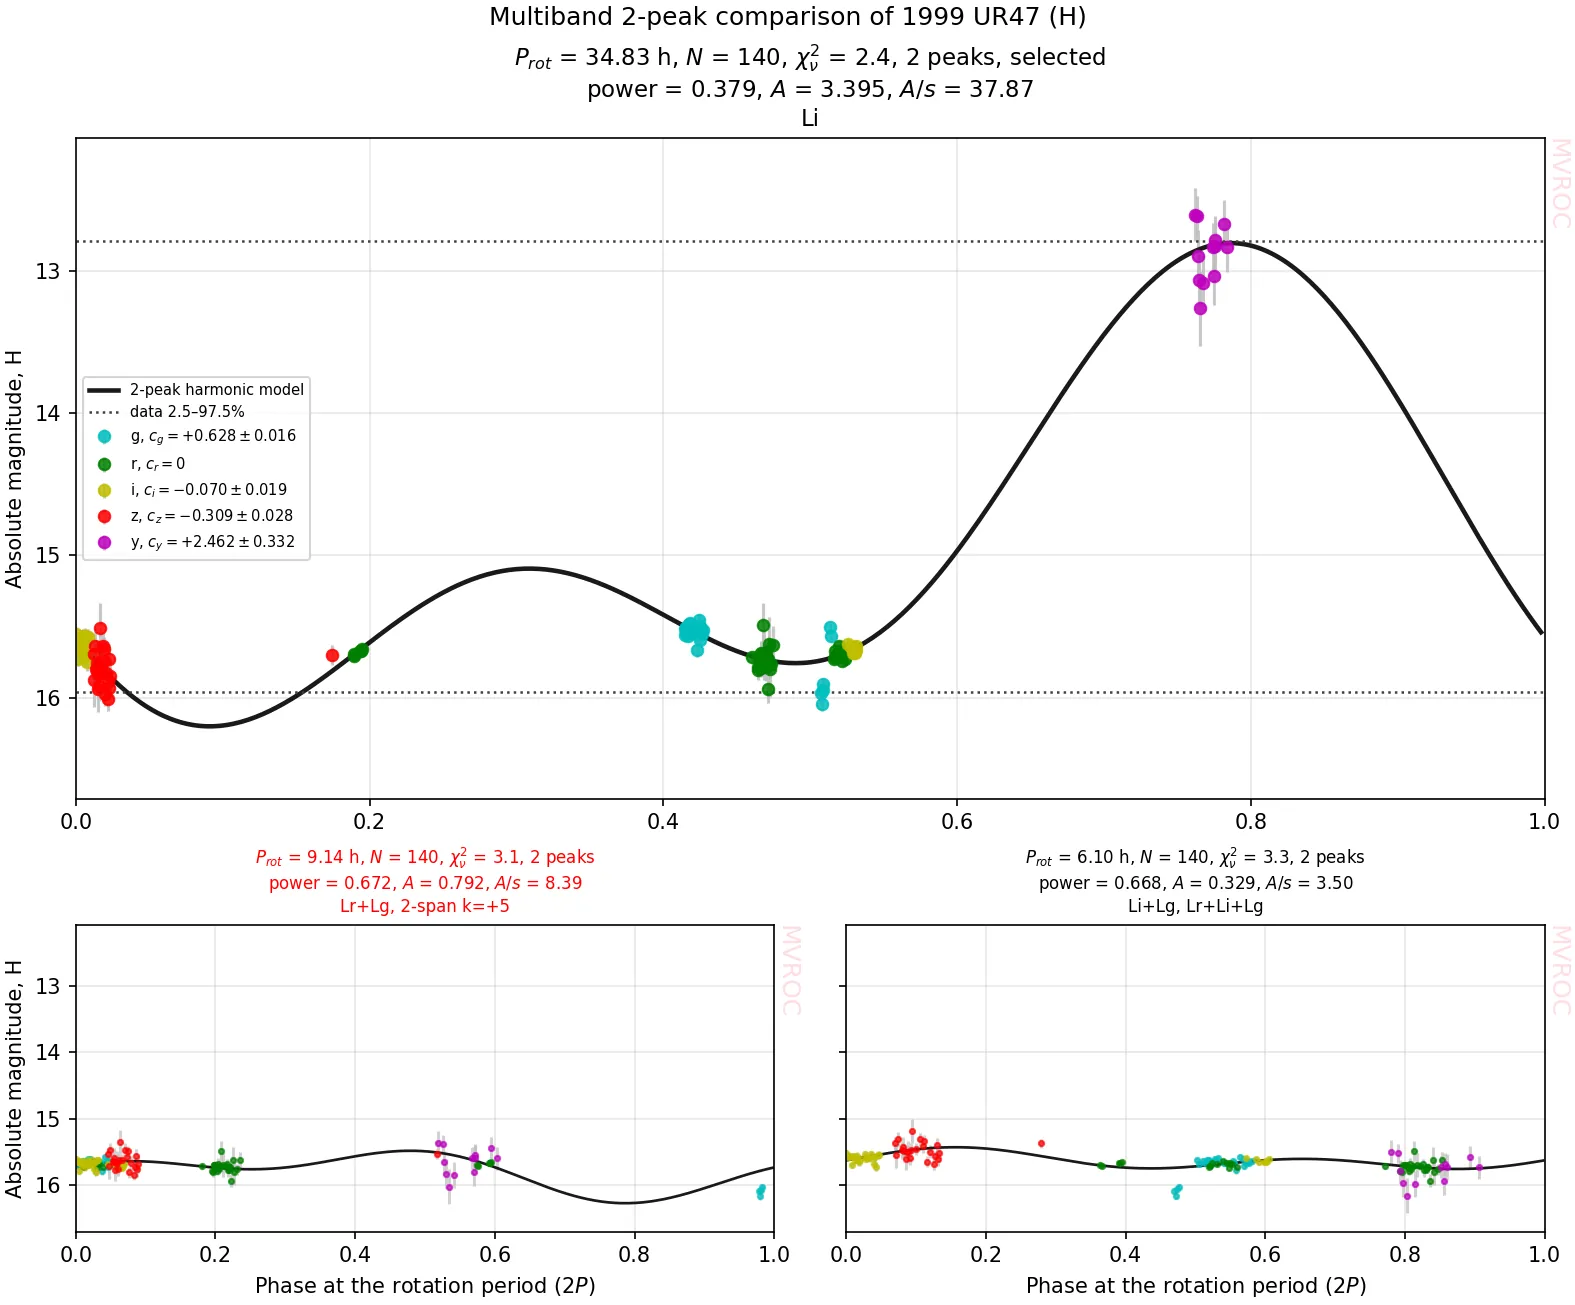 Multiband 2-peak comparison of 1999 UR47 (H)
P_rot = 34.83 h, N = 140, χ²_ν = 2.4, 2 peaks, selected
power = 0.379, A = 3.395, A/s = 37.87
Li
MVROC
Absolute magnitude, H
13
14
15
16
2-peak harmonic model
data 2.5–97.5%
g, c_g = +0.628 ± 0.016
r, c_r = 0
i, c_i = −0.070 ± 0.019
z, c_z = −0.309 ± 0.028
y, c_y = +2.462 ± 0.332
0.0 0.2 0.4 0.6 0.8 1.0
P_rot = 9.14 h, N = 140, χ²_ν = 3.1, 2 peaks
power = 0.672, A = 0.792, A/s = 8.39
Lr+Lg, 2-span k=+5
MVROC
Absolute magnitude, H
13
14
15
16
0.0 0.2 0.4 0.6 0.8 1.0
Phase at the rotation period (2P)
P_rot = 6.10 h, N = 140, χ²_ν = 3.3, 2 peaks
power = 0.668, A = 0.329, A/s = 3.50
Li+Lg, Lr+Li+Lg
MVROC
0.0 0.2 0.4 0.6 0.8 1.0
Phase at the rotation period (2P)